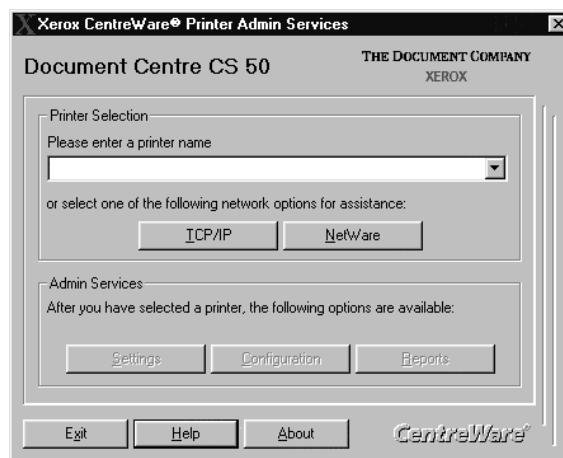 Xerox CentreWare® Printer Admin Services
Document Centre CS 50
THE DOCUMENT COMPANY
XEROX
Printer Selection
Please enter a printer name
or select one of the following network options for assistance:
TCP/IP NetWare
Admin Services
After you have selected a printer, the following options are available:
Settings Configuration Reports
Exit Help About CentreWare®